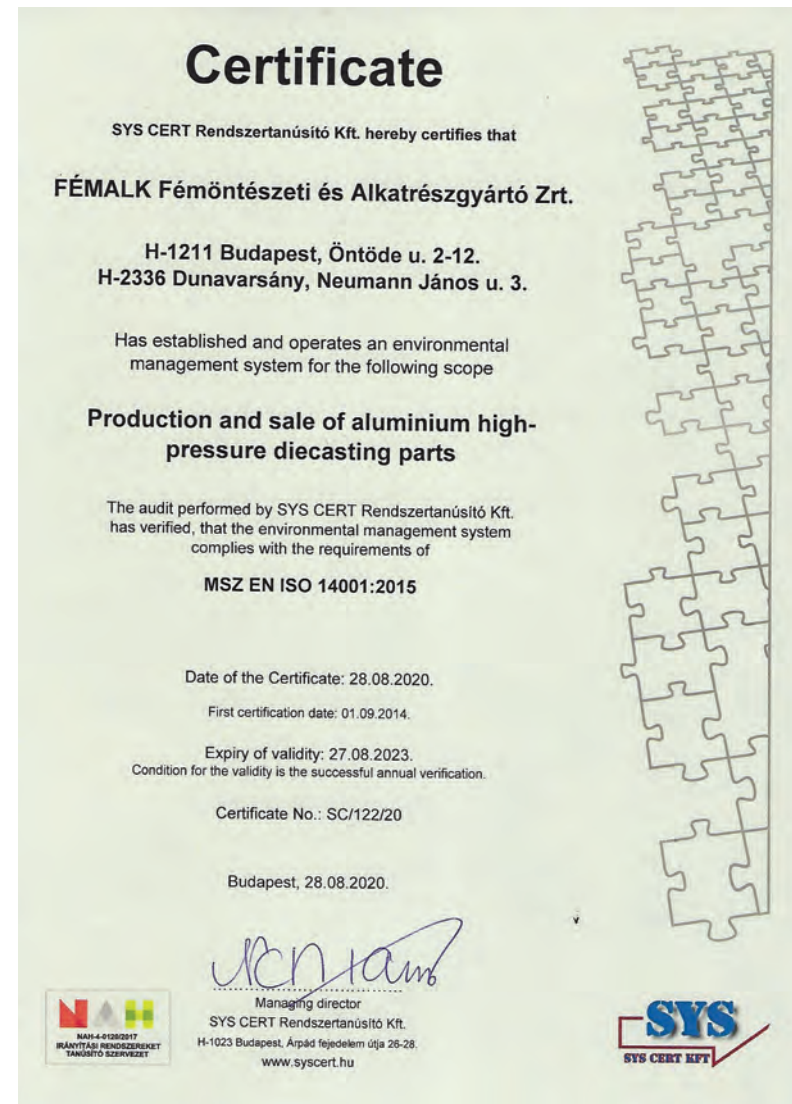 Certificate
SYS CERT Rendszertanúsító Kft. hereby certifies that
FÉMALK Fémöntészeti és Alkatrészgyártó Zrt.
H-1211 Budapest, Öntöde u. 2-12.
H-2336 Dunavarsány, Neumann János u. 3.
Has established and operates an environmental
management system for the following scope
Production and sale of aluminium high-
pressure diecasting parts
The audit performed by SYS CERT Rendszertanúsító Kft.
has verified, that the environmental management system
complies with the requirements of
MSZ EN ISO 14001:2015
Date of the Certificate: 28.08.2020.
First certification date: 01.09.2014.
Expiry of validity: 27.08.2023.
Condition for the validity is the successful annual verification.
Certificate No.: SC/122/20
Budapest, 28.08.2020.
Managing director
SYS CERT Rendszertanúsító Kft.
H-1023 Budapest, Árpád fejedelem útja 26-28.
www.syscert.hu
NAH
NAH-4-0128/2017
IRÁNYÍTÁSI RENDSZEREKET
TANÚSÍTÓ SZERVEZET
SYS
SYS CERT KFT